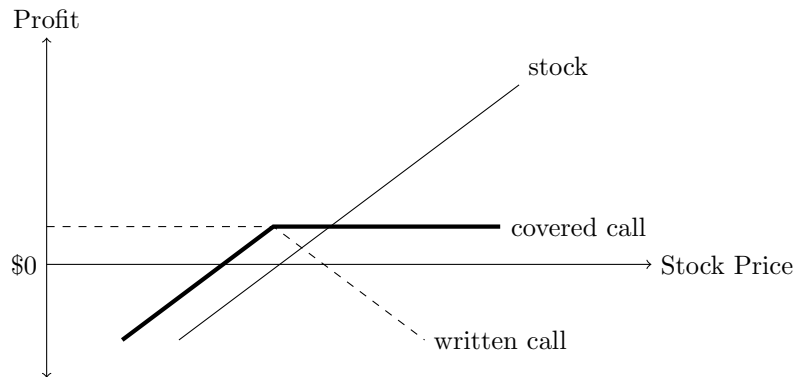 Profit
stock
covered call
$0
Stock Price
written call